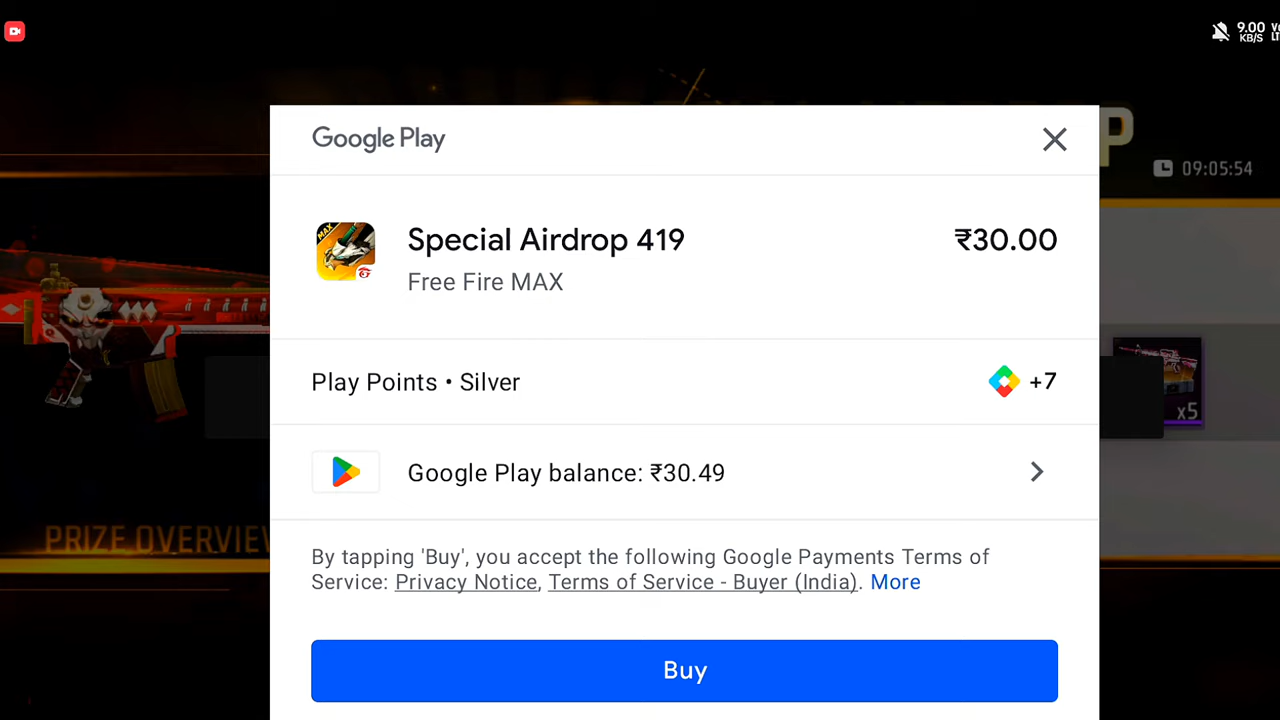 9.00
KB/S
Google Play
P
09:05:54
MAX
Special Airdrop 419
₹30.00
Free Fire MAX
Play Points • Silver
+7
x5
Google Play balance: ₹30.49
PRIZE OVERVIEW
By tapping 'Buy', you accept the following Google Payments Terms of
Service: Privacy Notice, Terms of Service - Buyer (India). More
Buy